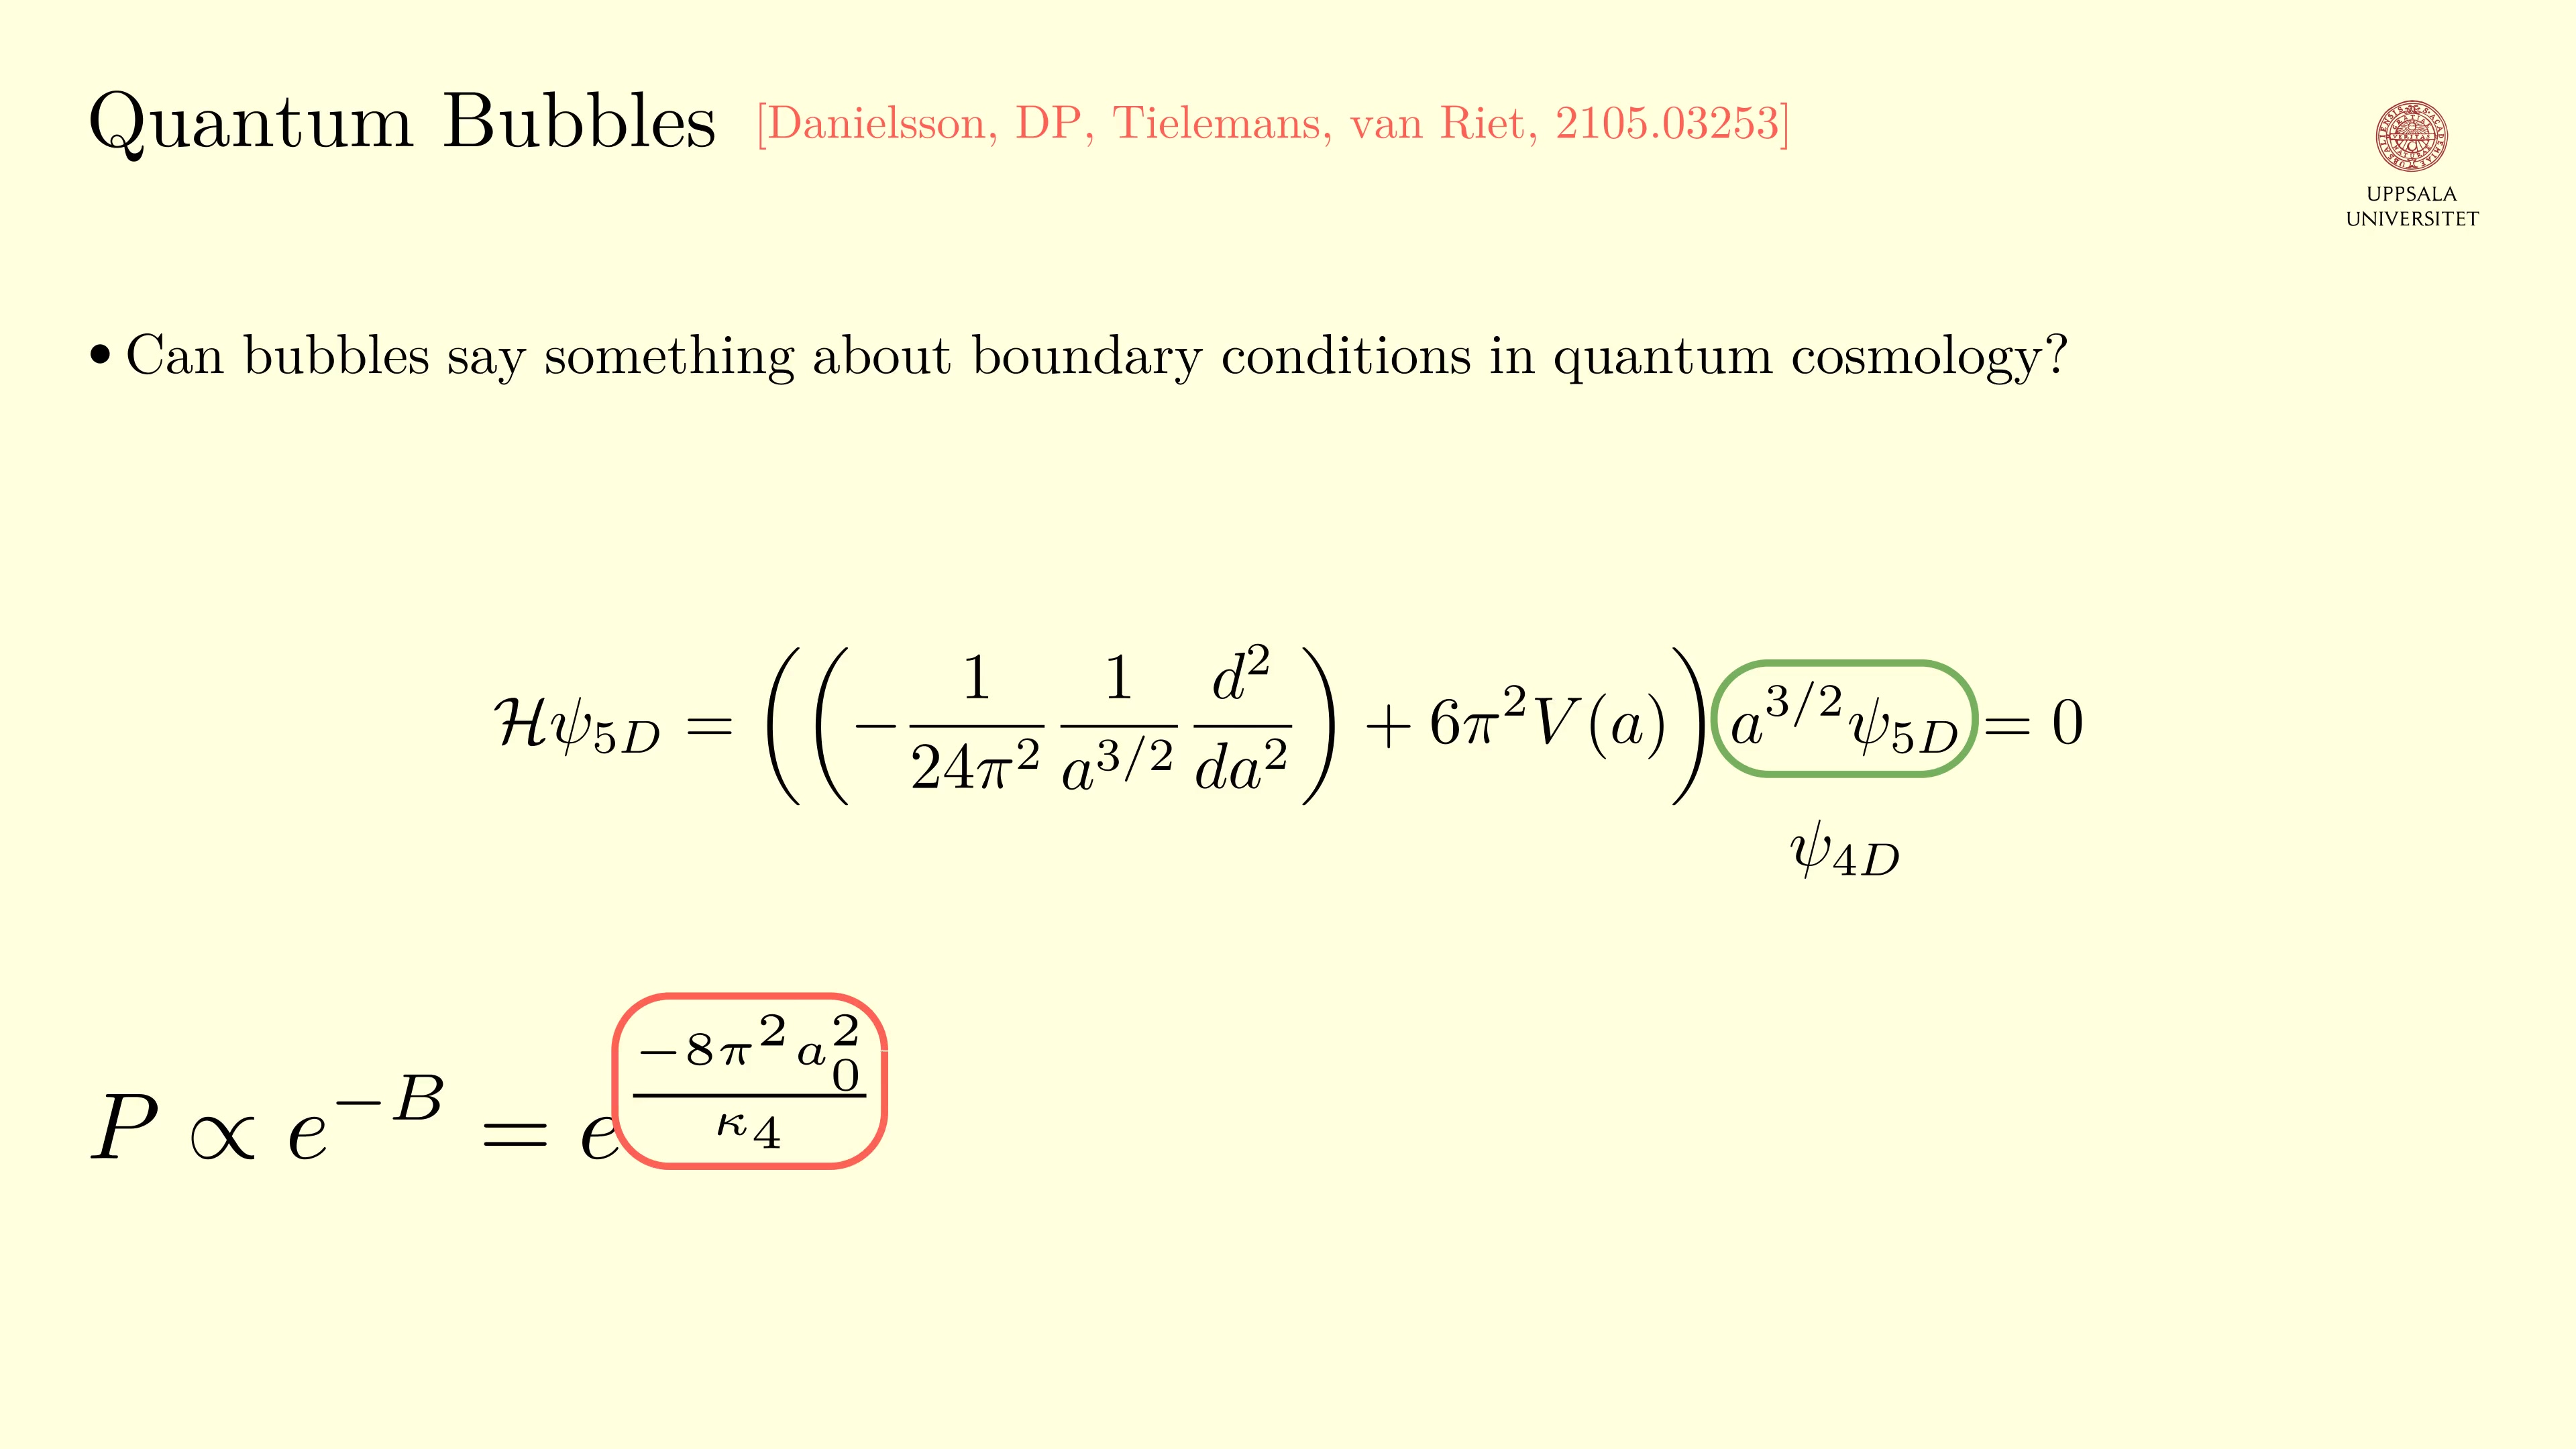 Quantum Bubbles [Danielsson, DP, Tielemans, van Riet, 2105.03253]
UPPSALA
UNIVERSITET
• Can bubbles say something about boundary conditions in quantum cosmology?
$\mathcal{H}\psi_{5D} = \left( \left( -\frac{1}{24\pi^2} \frac{1}{a^{3/2}} \frac{d^2}{da^2} \right) + 6\pi^2 V(a) \right) a^{3/2} \psi_{5D} = 0$
$\psi_{4D}$
$P \propto e^{-B} = e^{\frac{-8\pi^2 a_0^2}{\kappa_4}}$